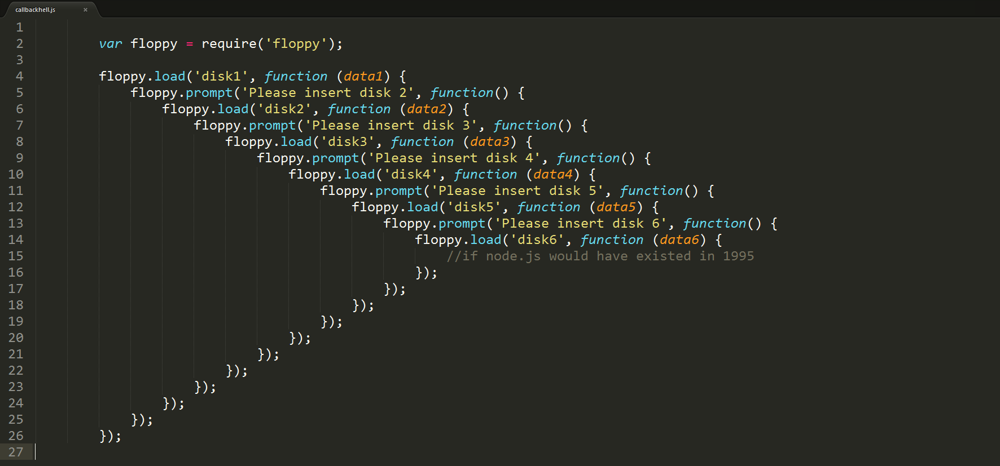 callbackhell.js ×
1
2 var floppy = require('floppy');
3
4 floppy.load('disk1', function (data1) {
5 floppy.prompt('Please insert disk 2', function() {
6 floppy.load('disk2', function (data2) {
7 floppy.prompt('Please insert disk 3', function() {
8 floppy.load('disk3', function (data3) {
9 floppy.prompt('Please insert disk 4', function() {
10 floppy.load('disk4', function (data4) {
11 floppy.prompt('Please insert disk 5', function() {
12 floppy.load('disk5', function (data5) {
13 floppy.prompt('Please insert disk 6', function() {
14 floppy.load('disk6', function (data6) {
15 //if node.js would have existed in 1995
16 });
17 });
18 });
19 });
20 });
21 });
22 });
23 });
24 });
25 });
26 });
27